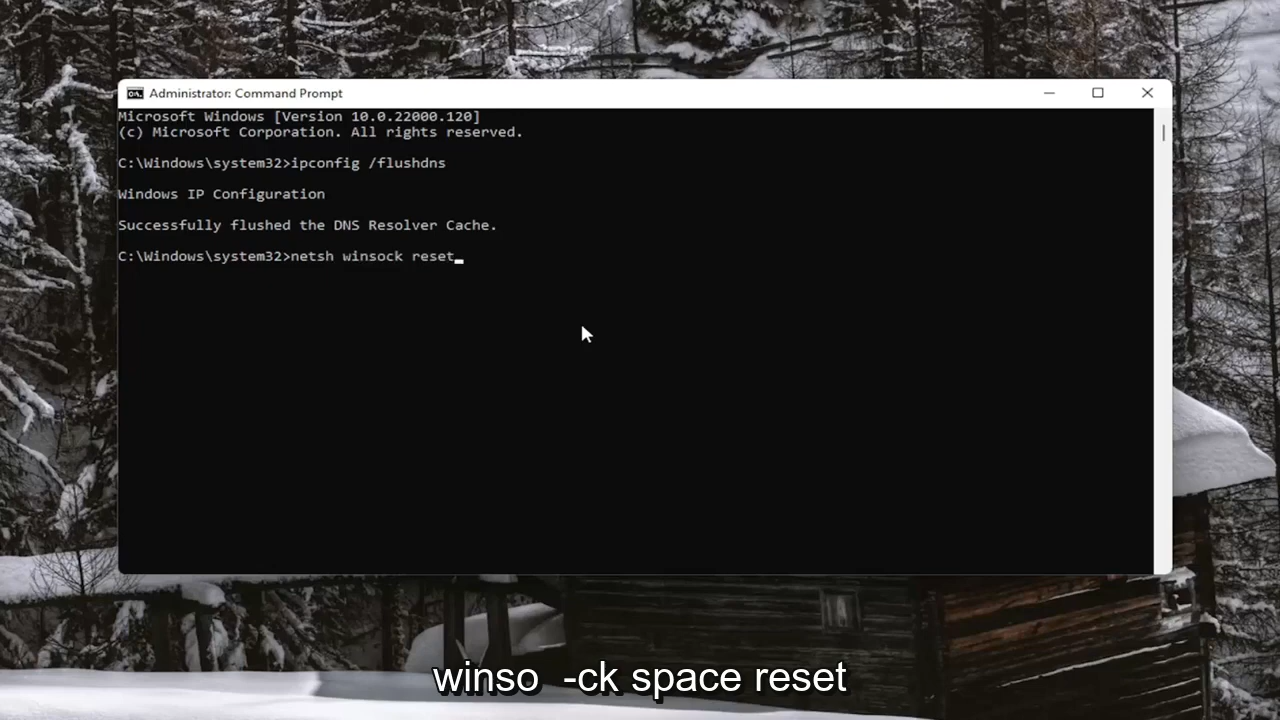 Administrator: Command Prompt
Microsoft Windows [Version 10.0.22000.120]
(c) Microsoft Corporation. All rights reserved.
C:\Windows\system32>ipconfig /flushdns
Windows IP Configuration
Successfully flushed the DNS Resolver Cache.
C:\Windows\system32>netsh winsock reset
winso  -ck space reset